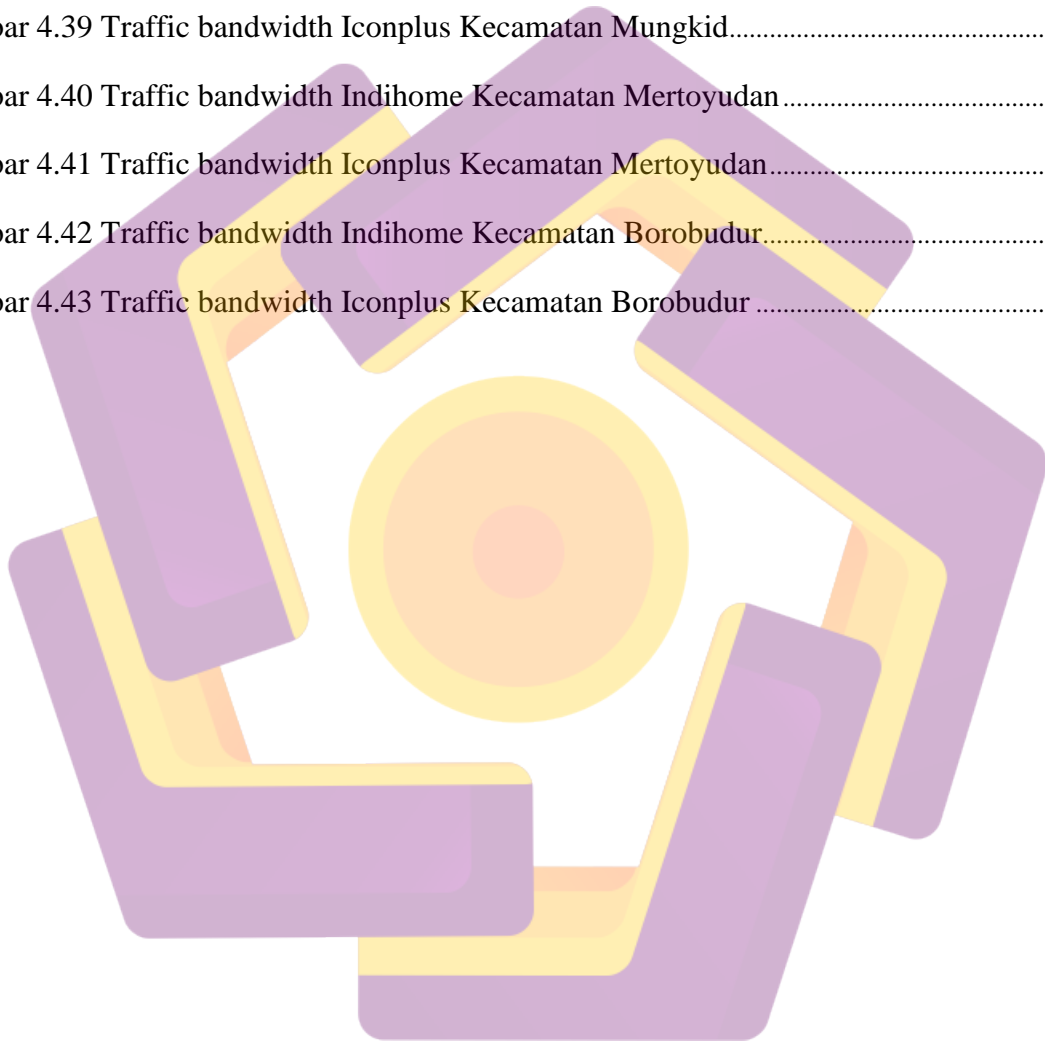 bar 4.39 Traffic bandwidth Iconplus Kecamatan Mungkid
bar 4.40 Traffic bandwidth Indihome Kecamatan Mertoyudan
bar 4.41 Traffic bandwidth Iconplus Kecamatan Mertoyudan
bar 4.42 Traffic bandwidth Indihome Kecamatan Borobudur
bar 4.43 Traffic bandwidth Iconplus Kecamatan Borobudur